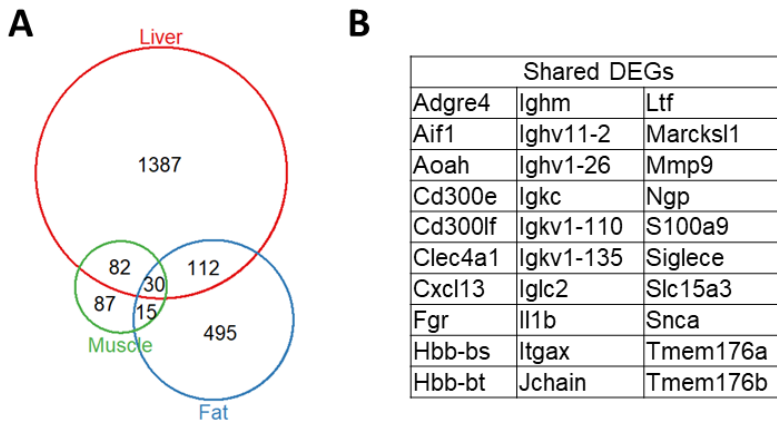 A
Liver
1387
82
30
112
87
15
495
Muscle
Fat
B
Shared DEGs
Adgre4 Ighm Ltf
Aif1 Ighv11-2 Marcksl1
Aoah Ighv1-26 Mmp9
Cd300e Igkc Ngp
Cd300lf Igkv1-110 S100a9
Clec4a1 Igkv1-135 Siglece
Cxcl13 Iglc2 Slc15a3
Fgr Il1b Snca
Hbb-bs Itgax Tmem176a
Hbb-bt Jchain Tmem176b